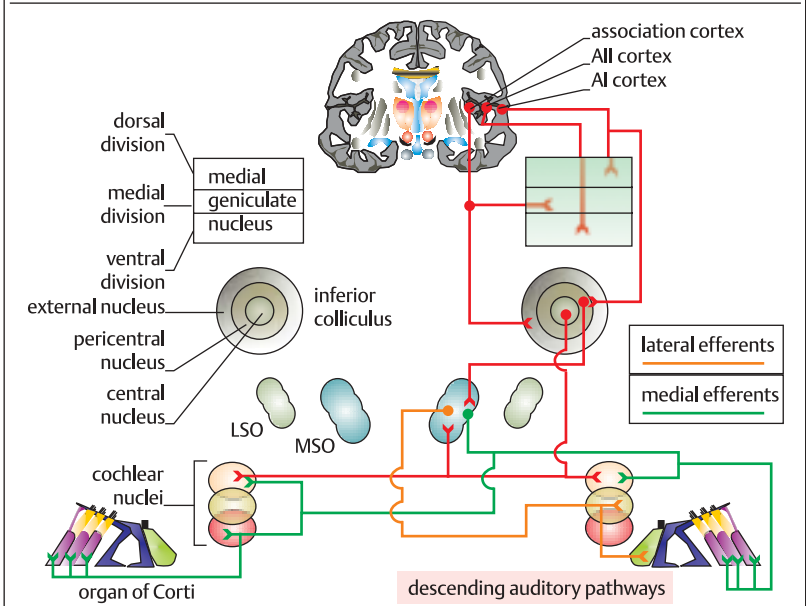 association cortex
AII cortex
AI cortex
dorsal
division
medial
division
ventral
division
medial
geniculate
nucleus
external nucleus
pericentral
nucleus
central
nucleus
inferior
colliculus
lateral efferents
medial efferents
LSO
MSO
cochlear
nuclei
organ of Corti
descending auditory pathways